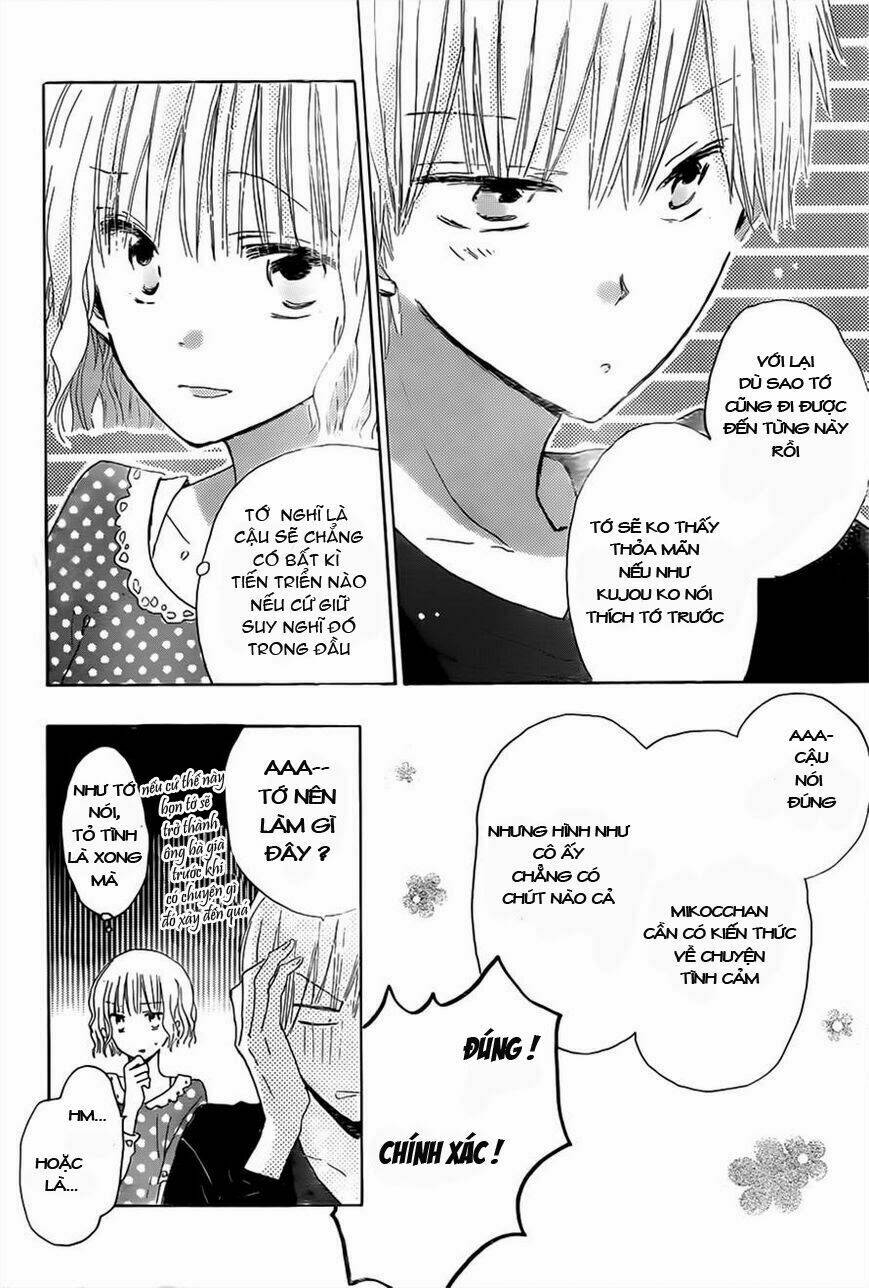 VỚI LẠI
DÙ SAO TỚ
CŨNG ĐI ĐƯỢC
ĐẾN TỪNG NÀY
RỒI
TỚ SẼ KO THẤY
THỎA MÃN
NẾU NHƯ
KUJOU KO NÓI
THÍCH TỚ TRƯỚC
TỚ NGHĨ LÀ
CẬU SẼ CHẲNG
CÓ BẤT KÌ
TIẾN TRIỂN NÀO
NẾU CỨ GIỮ
SUY NGHĨ ĐÓ
TRONG ĐẦU
AAA-
CẬU
NÓI
ĐÚNG
MIKOCCHAN
CẦN CÓ KIẾN THỨC
VỀ CHUYỆN
TÌNH CẢM
NHƯNG HÌNH NHƯ
CÔ ẤY
CHẲNG CÓ
CHÚT NÀO CẢ
ĐÚNG !
CHÍNH XÁC !
AAA--
TỚ NÊN
LÀM GÌ
ĐÂY ?
nếu cứ thế này
bọn tớ sẽ
trở thành
ông bà già
trước khi
có chuyện gì
đó xay đến quá
NHƯ TỚ
NÓI,
TỎ TÌNH
LÀ XONG
MÀ
HM...
HOẶC
LÀ...